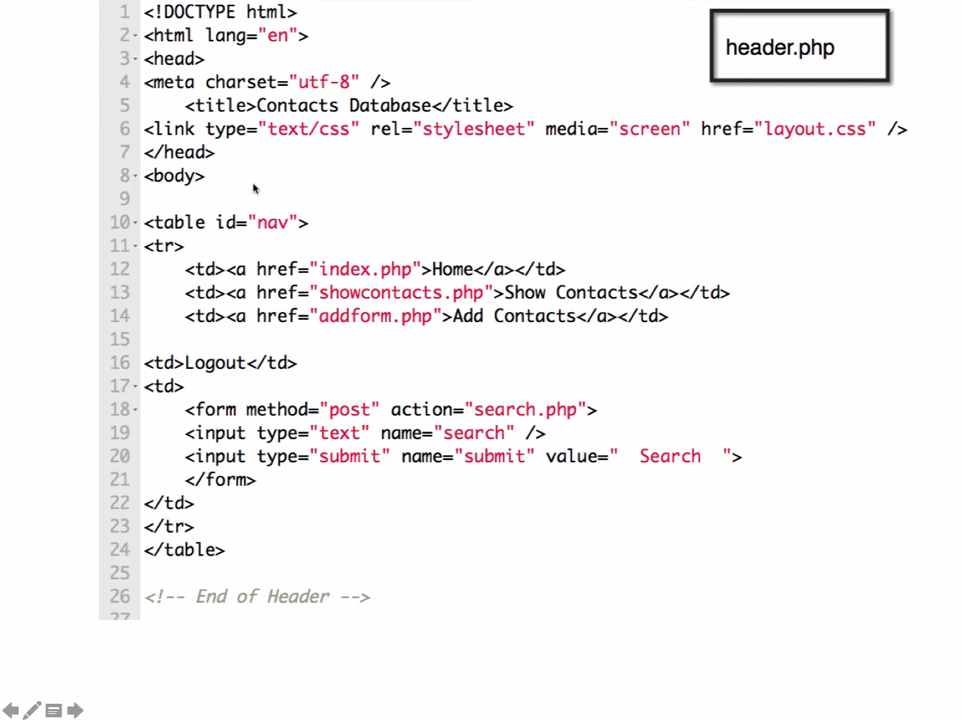 header.php
1 <!DOCTYPE html>
2 <html lang="en">
3 <head>
4 <meta charset="utf-8" />
5 <title>Contacts Database</title>
6 <link type="text/css" rel="stylesheet" media="screen" href="layout.css" />
7 </head>
8 <body>
9
10 <table id="nav">
11 <tr>
12 <td><a href="index.php">Home</a></td>
13 <td><a href="showcontacts.php">Show Contacts</a></td>
14 <td><a href="addform.php">Add Contacts</a></td>
15
16 <td>Logout</td>
17 <td>
18 <form method="post" action="search.php">
19 <input type="text" name="search" />
20 <input type="submit" name="submit" value="  Search  ">
21 </form>
22 </td>
23 </tr>
24 </table>
25
26 <!-- End of Header -->
27